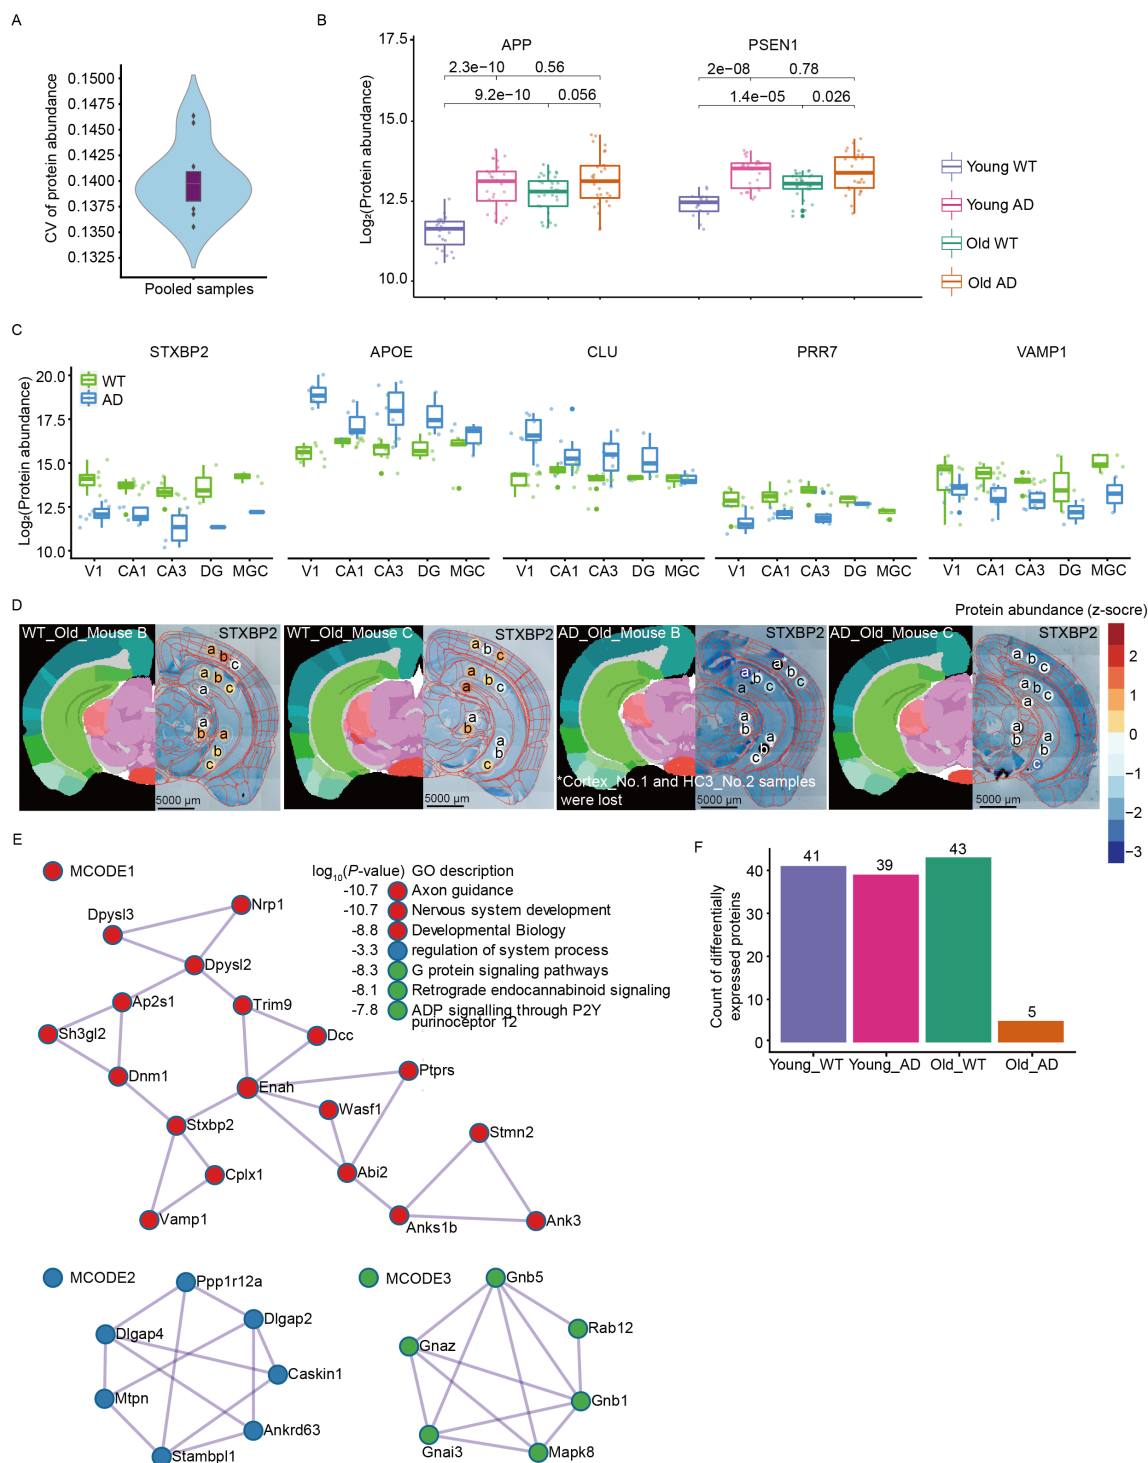 A
CV of protein abundance
0.1500
0.1475
0.1450
0.1425
0.1400
0.1375
0.1350
0.1325
Pooled samples
B
Log₂(Protein abundance)
17.5
15.0
12.5
10.0
APP
PSEN1
2.3e−10
0.56
9.2e−10
0.056
2e−08
0.78
1.4e−05
0.026
Young WT
Young AD
Old WT
Old AD
C
STXBP2
APOE
CLU
PRR7
VAMP1
Log₂(Protein abundance)
20.0
17.5
15.0
12.5
10.0
WT
AD
V1 CA1 CA3 DG MGC
V1 CA1 CA3 DG MGC
V1 CA1 CA3 DG MGC
V1 CA1 CA3 DG MGC
V1 CA1 CA3 DG MGC
D
Protein abundance (z-socre)
WT_Old_Mouse B
STXBP2
a b c
a b c
a
a
b
a
b
c
5000 µm
WT_Old_Mouse C
STXBP2
a b c
a b c
a
a
b
a
b
c
5000 µm
AD_Old_Mouse B
STXBP2
a b c
a b c
a
a
b
a
b
c
*Cortex_No.1 and HC3_No.2 samples
were lost
5000 µm
AD_Old_Mouse C
STXBP2
a b c
a b c
a
a
b
a
b
c
5000 µm
2
1
0
−1
−2
−3
E
MCODE1
log₁₀(P-value) GO description
-10.7 Axon guidance
-10.7 Nervous system development
-8.8 Developmental Biology
-3.3 regulation of system process
-8.3 G protein signaling pathways
-8.1 Retrograde endocannabinoid signaling
-7.8 ADP signalling through P2Y
purinoceptor 12
Nrp1
Dpysl3
Dpysl2
Ap2s1
Trim9
Sh3gl2
Dcc
Dnm1
Enah
Ptprs
Wasf1
Stxbp2
Stmn2
Cplx1
Abi2
Vamp1
Anks1b
Ank3
MCODE2
Ppp1r12a
Dlgap2
Dlgap4
Caskin1
Mtpn
Ankrd63
Stambpl1
MCODE3
Gnb5
Rab12
Gnaz
Gnb1
Gnai3
Mapk8
F
Count of differentially
expressed proteins
40
30
20
10
0
41
39
43
5
Young_WT Young_AD Old_WT Old_AD